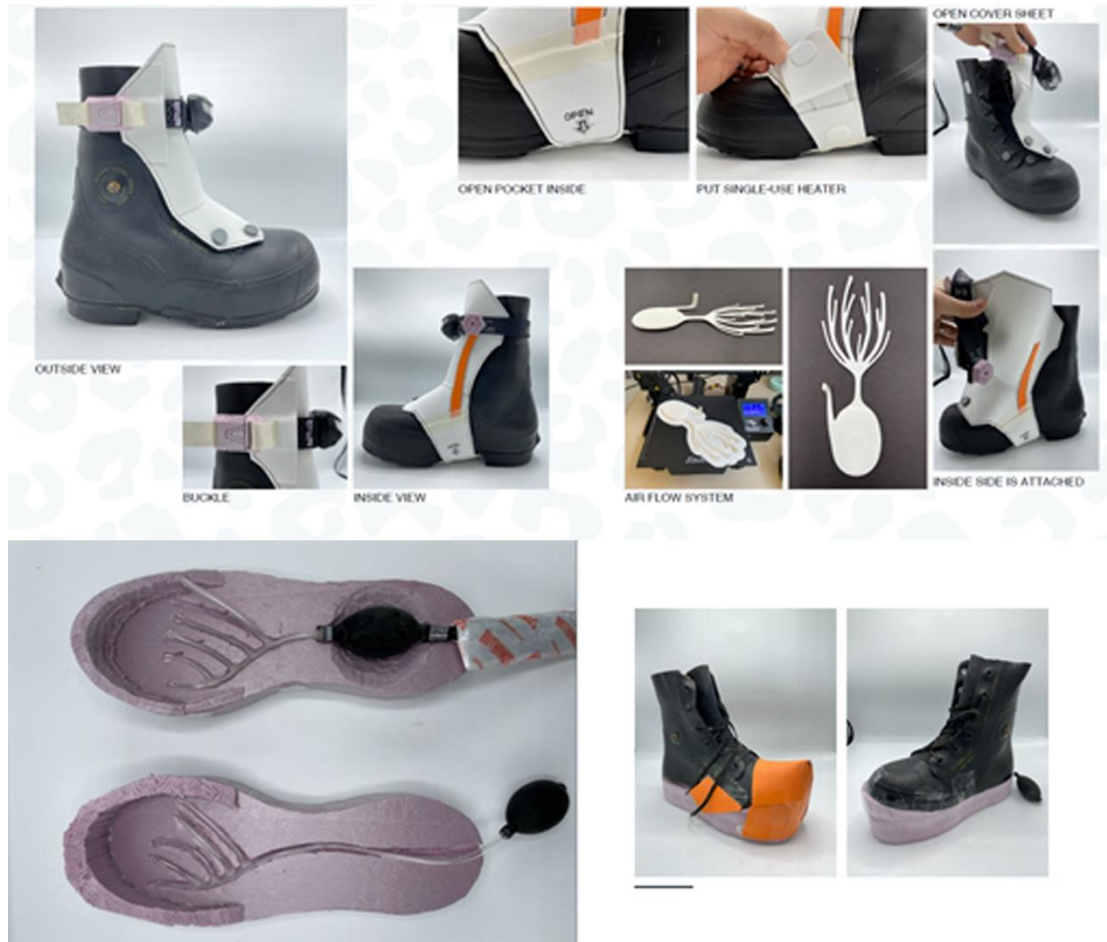 OPEN COVER SHEET
OPEN
OPEN POCKET INSIDE
PUT SINGLE-USE HEATER
OUTSIDE VIEW
BUCKLE
INSIDE VIEW
AIR FLOW SYSTEM
INSIDE SIDE IS ATTACHED